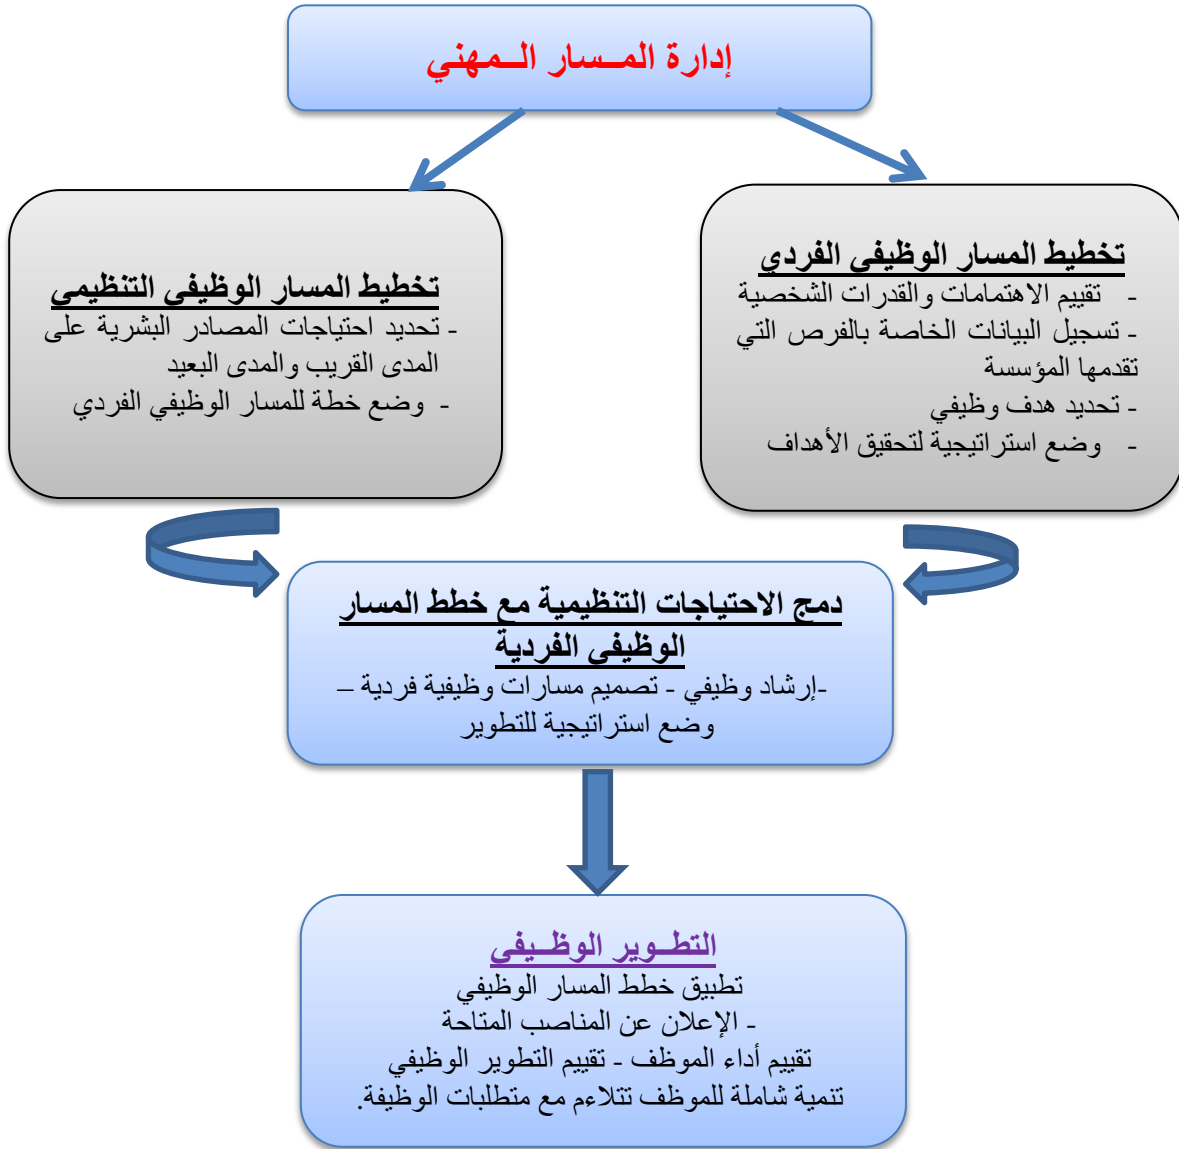 إدارة المــسار الــمهني
تخطيط المسار الوظيفي الفردي
- تقييم الاهتمامات والقدرات الشخصية
- تسجيل البيانات الخاصة بالفرص التي
تقدمها المؤسسة
- تحديد هدف وظيفي
- وضع استراتيجية لتحقيق الأهداف
تخطيط المسار الوظيفي التنظيمي
- تحديد احتياجات المصادر البشرية على
المدى القريب والمدى البعيد
- وضع خطة للمسار الوظيفي الفردي
دمج الاحتياجات التنظيمية مع خطط المسار
الوظيفي الفردية
-إرشاد وظيفي - تصميم مسارات وظيفية فردية –
وضع استراتيجية للتطوير
التطــوير الوظــيفي
تطبيق خطط المسار الوظيفي
- الإعلان عن المناصب المتاحة
تقييم أداء الموظف - تقييم التطوير الوظيفي
تنمية شاملة للموظف تتلاءم مع متطلبات الوظيفة.